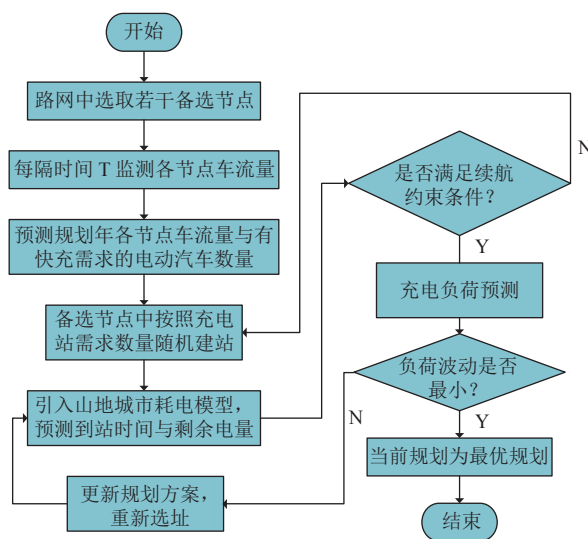 开始
路网中选取若干备选节点
每隔时间 T 监测各节点车流量
预测规划年各节点车流量与有
快充需求的电动汽车数量
备选节点中按照充电
站需求数量随机建站
引入山地城市耗电模型，
预测到站时间与剩余电量
更新规划方案，
重新选址
是否满足续航
约束条件？
N
Y
充电负荷预测
负荷波动是否
最小？
N
Y
当前规划为最优规划
结束